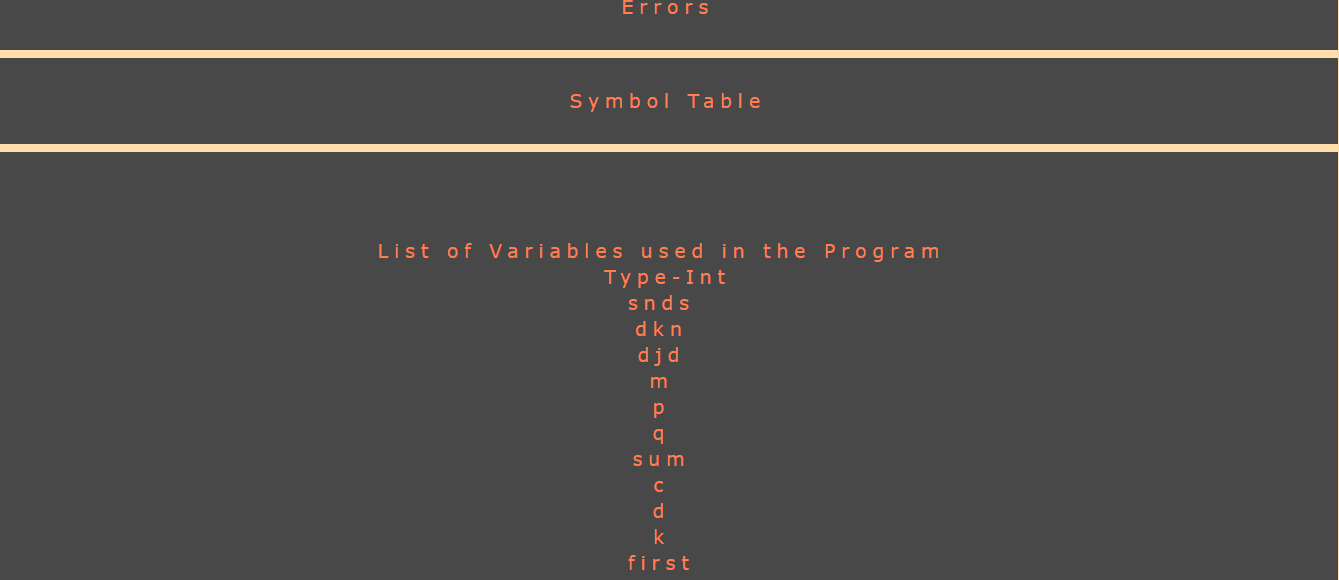 Errors
Symbol Table
List of Variables used in the Program
Type-Int
snds
dkn
djd
m
p
q
sum
c
d
k
first